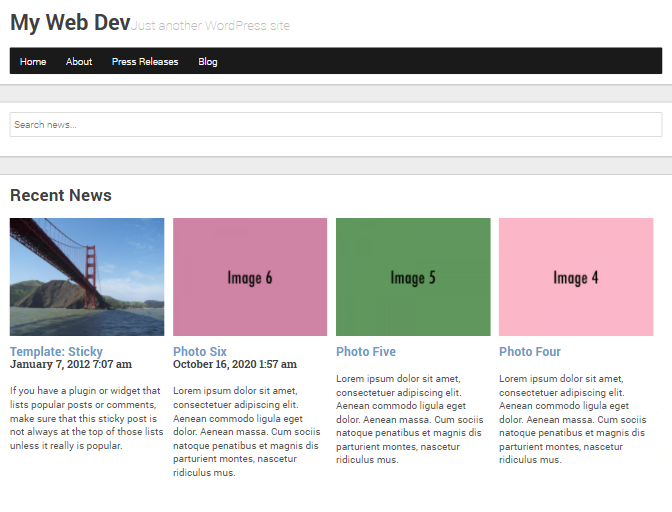 My Web Dev Just another WordPress site
Home About Press Releases Blog
Search news...
Recent News
Image 6
Image 5
Image 4
Template: Sticky
January 7, 2012 7:07 am
If you have a plugin or widget that
lists popular posts or comments,
make sure that this sticky post is
not always at the top of those lists
unless it really is popular.
Photo Six
October 16, 2020 1:57 am
Lorem ipsum dolor sit amet,
consectetuer adipiscing elit.
Aenean commodo ligula eget
dolor. Aenean massa. Cum sociis
natoque penatibus et magnis dis
parturient montes, nascetur
ridiculus mus.
Photo Five
Lorem ipsum dolor sit amet,
consectetuer adipiscing elit.
Aenean commodo ligula eget
dolor. Aenean massa. Cum sociis
natoque penatibus et magnis dis
parturient montes, nascetur
ridiculus mus.
Photo Four
Lorem ipsum dolor sit amet,
consectetuer adipiscing elit.
Aenean commodo ligula eget
dolor. Aenean massa. Cum sociis
natoque penatibus et magnis dis
parturient montes, nascetur
ridiculus mus.